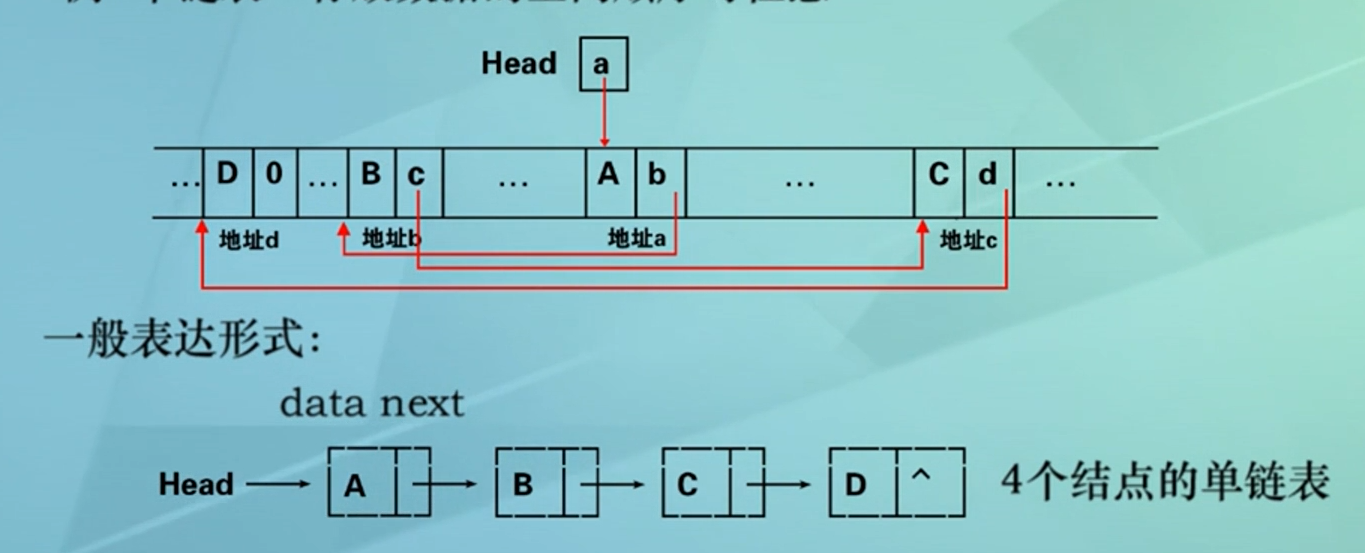 Head a
… D 0 … B c … A b … C d …
地址d 地址b 地址a 地址c
一般表达形式：
data next
Head A B C D ^ 4个结点的单链表